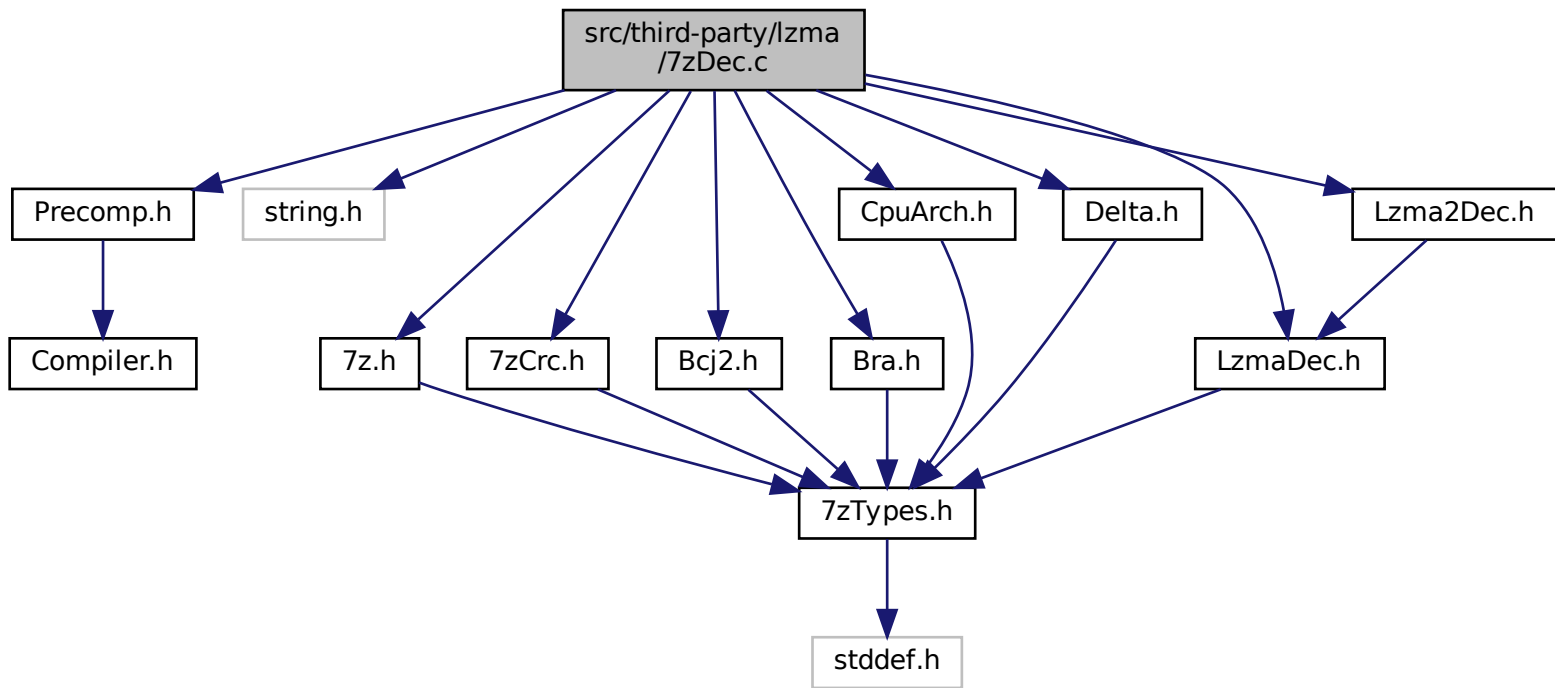 src/third-party/lzma
/7zDec.c
Precomp.h
string.h
CpuArch.h
Delta.h
Lzma2Dec.h
Compiler.h
7z.h
7zCrc.h
Bcj2.h
Bra.h
LzmaDec.h
7zTypes.h
stddef.h